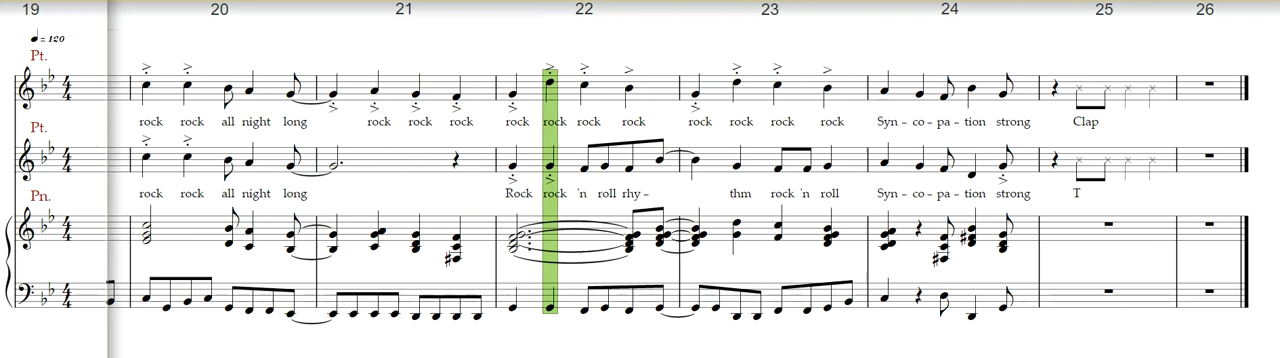 19 20 21 22 23 24 25 26
= 120
Pt.
rock rock all night long rock rock rock rock rock rock rock rock rock rock rock Syn - co - pa - tion strong Clap
Pt.
rock rock all night long Rock rock 'n roll rhy - thm rock 'n roll Syn - co - pa - tion strong T
Pn.